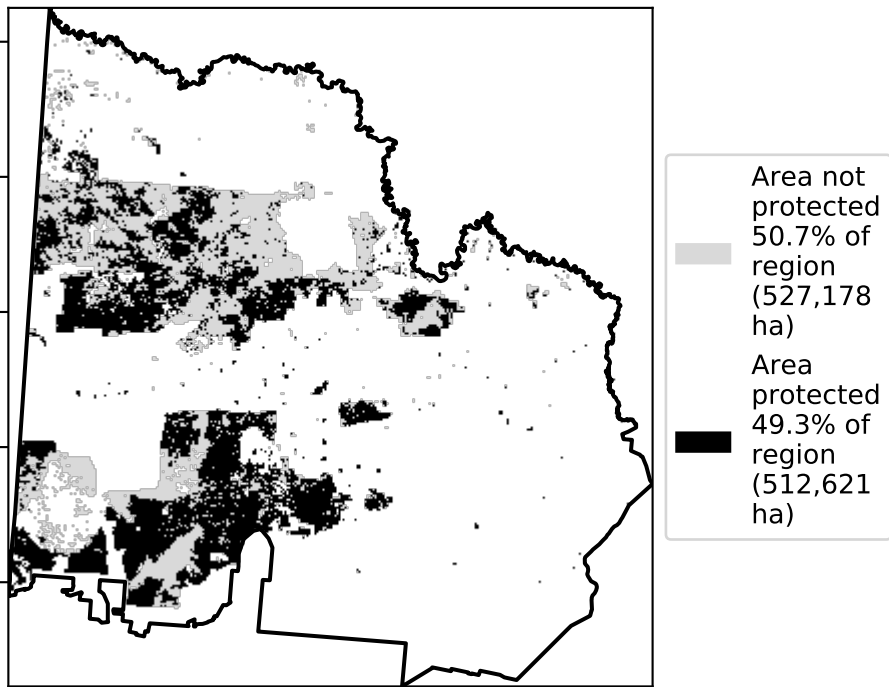 Area not
protected
50.7% of
region
(527,178
ha)
Area
protected
49.3% of
region
(512,621
ha)